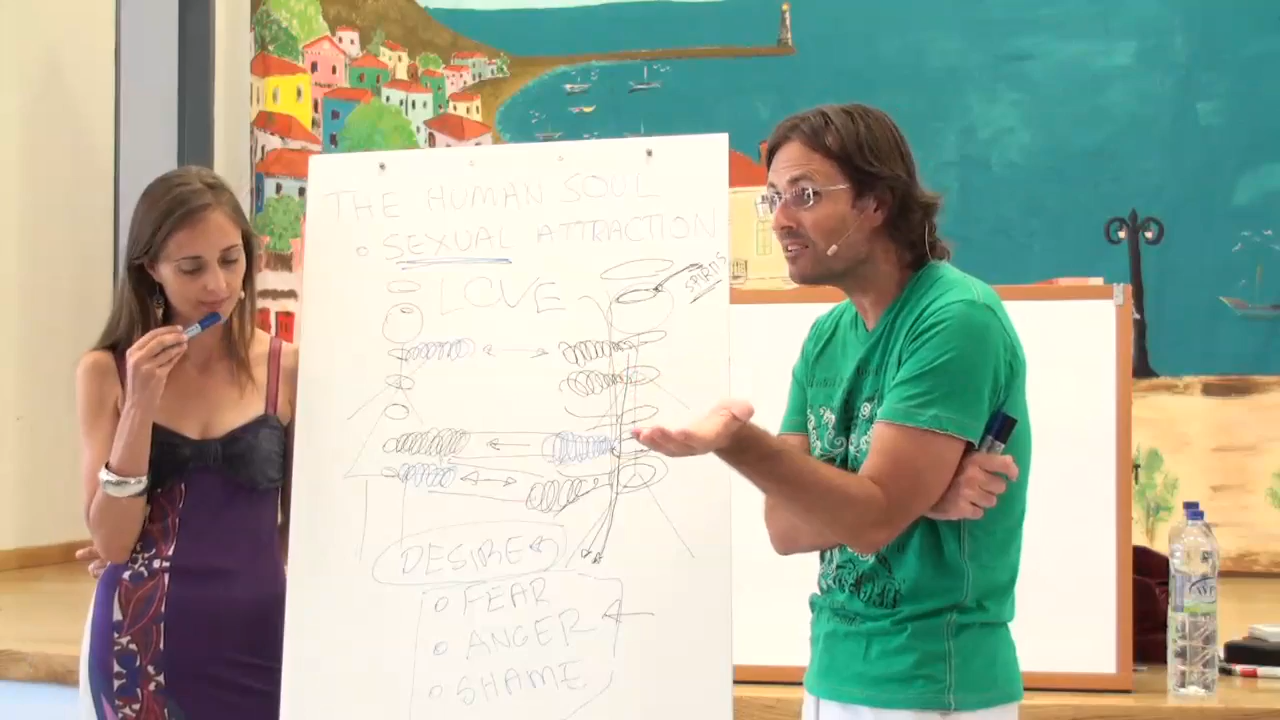 THE HUMAN SOUL
SEXUAL ATTRACTION
LOVE
SPIRITS
DESIRE
FEAR
ANGER
SHAME